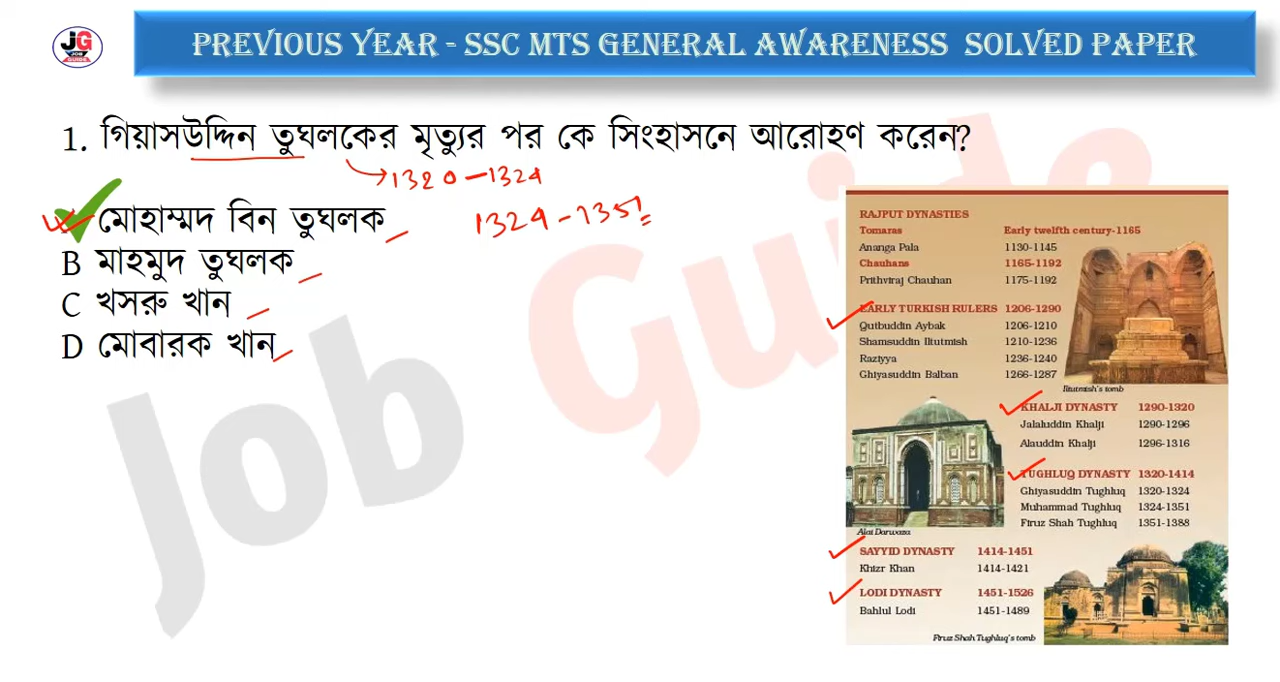 JG
JOB
GUIDE
PREVIOUS YEAR - SSC MTS GENERAL AWARENESS SOLVED PAPER
1. গিয়াসউদ্দিন তুঘলকের মৃত্যুর পর কে সিংহাসনে আরোহণ করেন?
1320 - 1324
মোহাম্মদ বিন তুঘলক
1324 - 1351
B মাহমুদ তুঘলক
C খসরু খান
D মোবারক খান
Job Guide
RAJPUT DYNASTIES
Tomaras Early twelfth century-1165
Ananga Pala 1130-1145
Chauhans 1165-1192
Prithviraj Chauhan 1175-1192
EARLY TURKISH RULERS 1206-1290
Qutbuddin Aybak 1206-1210
Shamsuddin Iltutmish 1210-1236
Raziyya 1236-1240
Ghiyasuddin Balban 1266-1287
Iltutmish's tomb
KHALJI DYNASTY 1290-1320
Jalaluddin Khalji 1290-1296
Alauddin Khalji 1296-1316
TUGHLUQ DYNASTY 1320-1414
Ghiyasuddin Tughluq 1320-1324
Muhammad Tughluq 1324-1351
Firuz Shah Tughluq 1351-1388
Alai Darwaza
SAYYID DYNASTY 1414-1451
Khizr Khan 1414-1421
LODI DYNASTY 1451-1526
Bahlul Lodi 1451-1489
Firuz Shah Tughluq's tomb